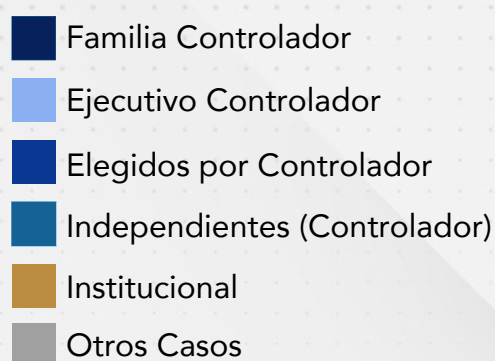 Familia Controlador
Ejecutivo Controlador
Elegidos por Controlador
Independientes (Controlador)
Institucional
Otros Casos